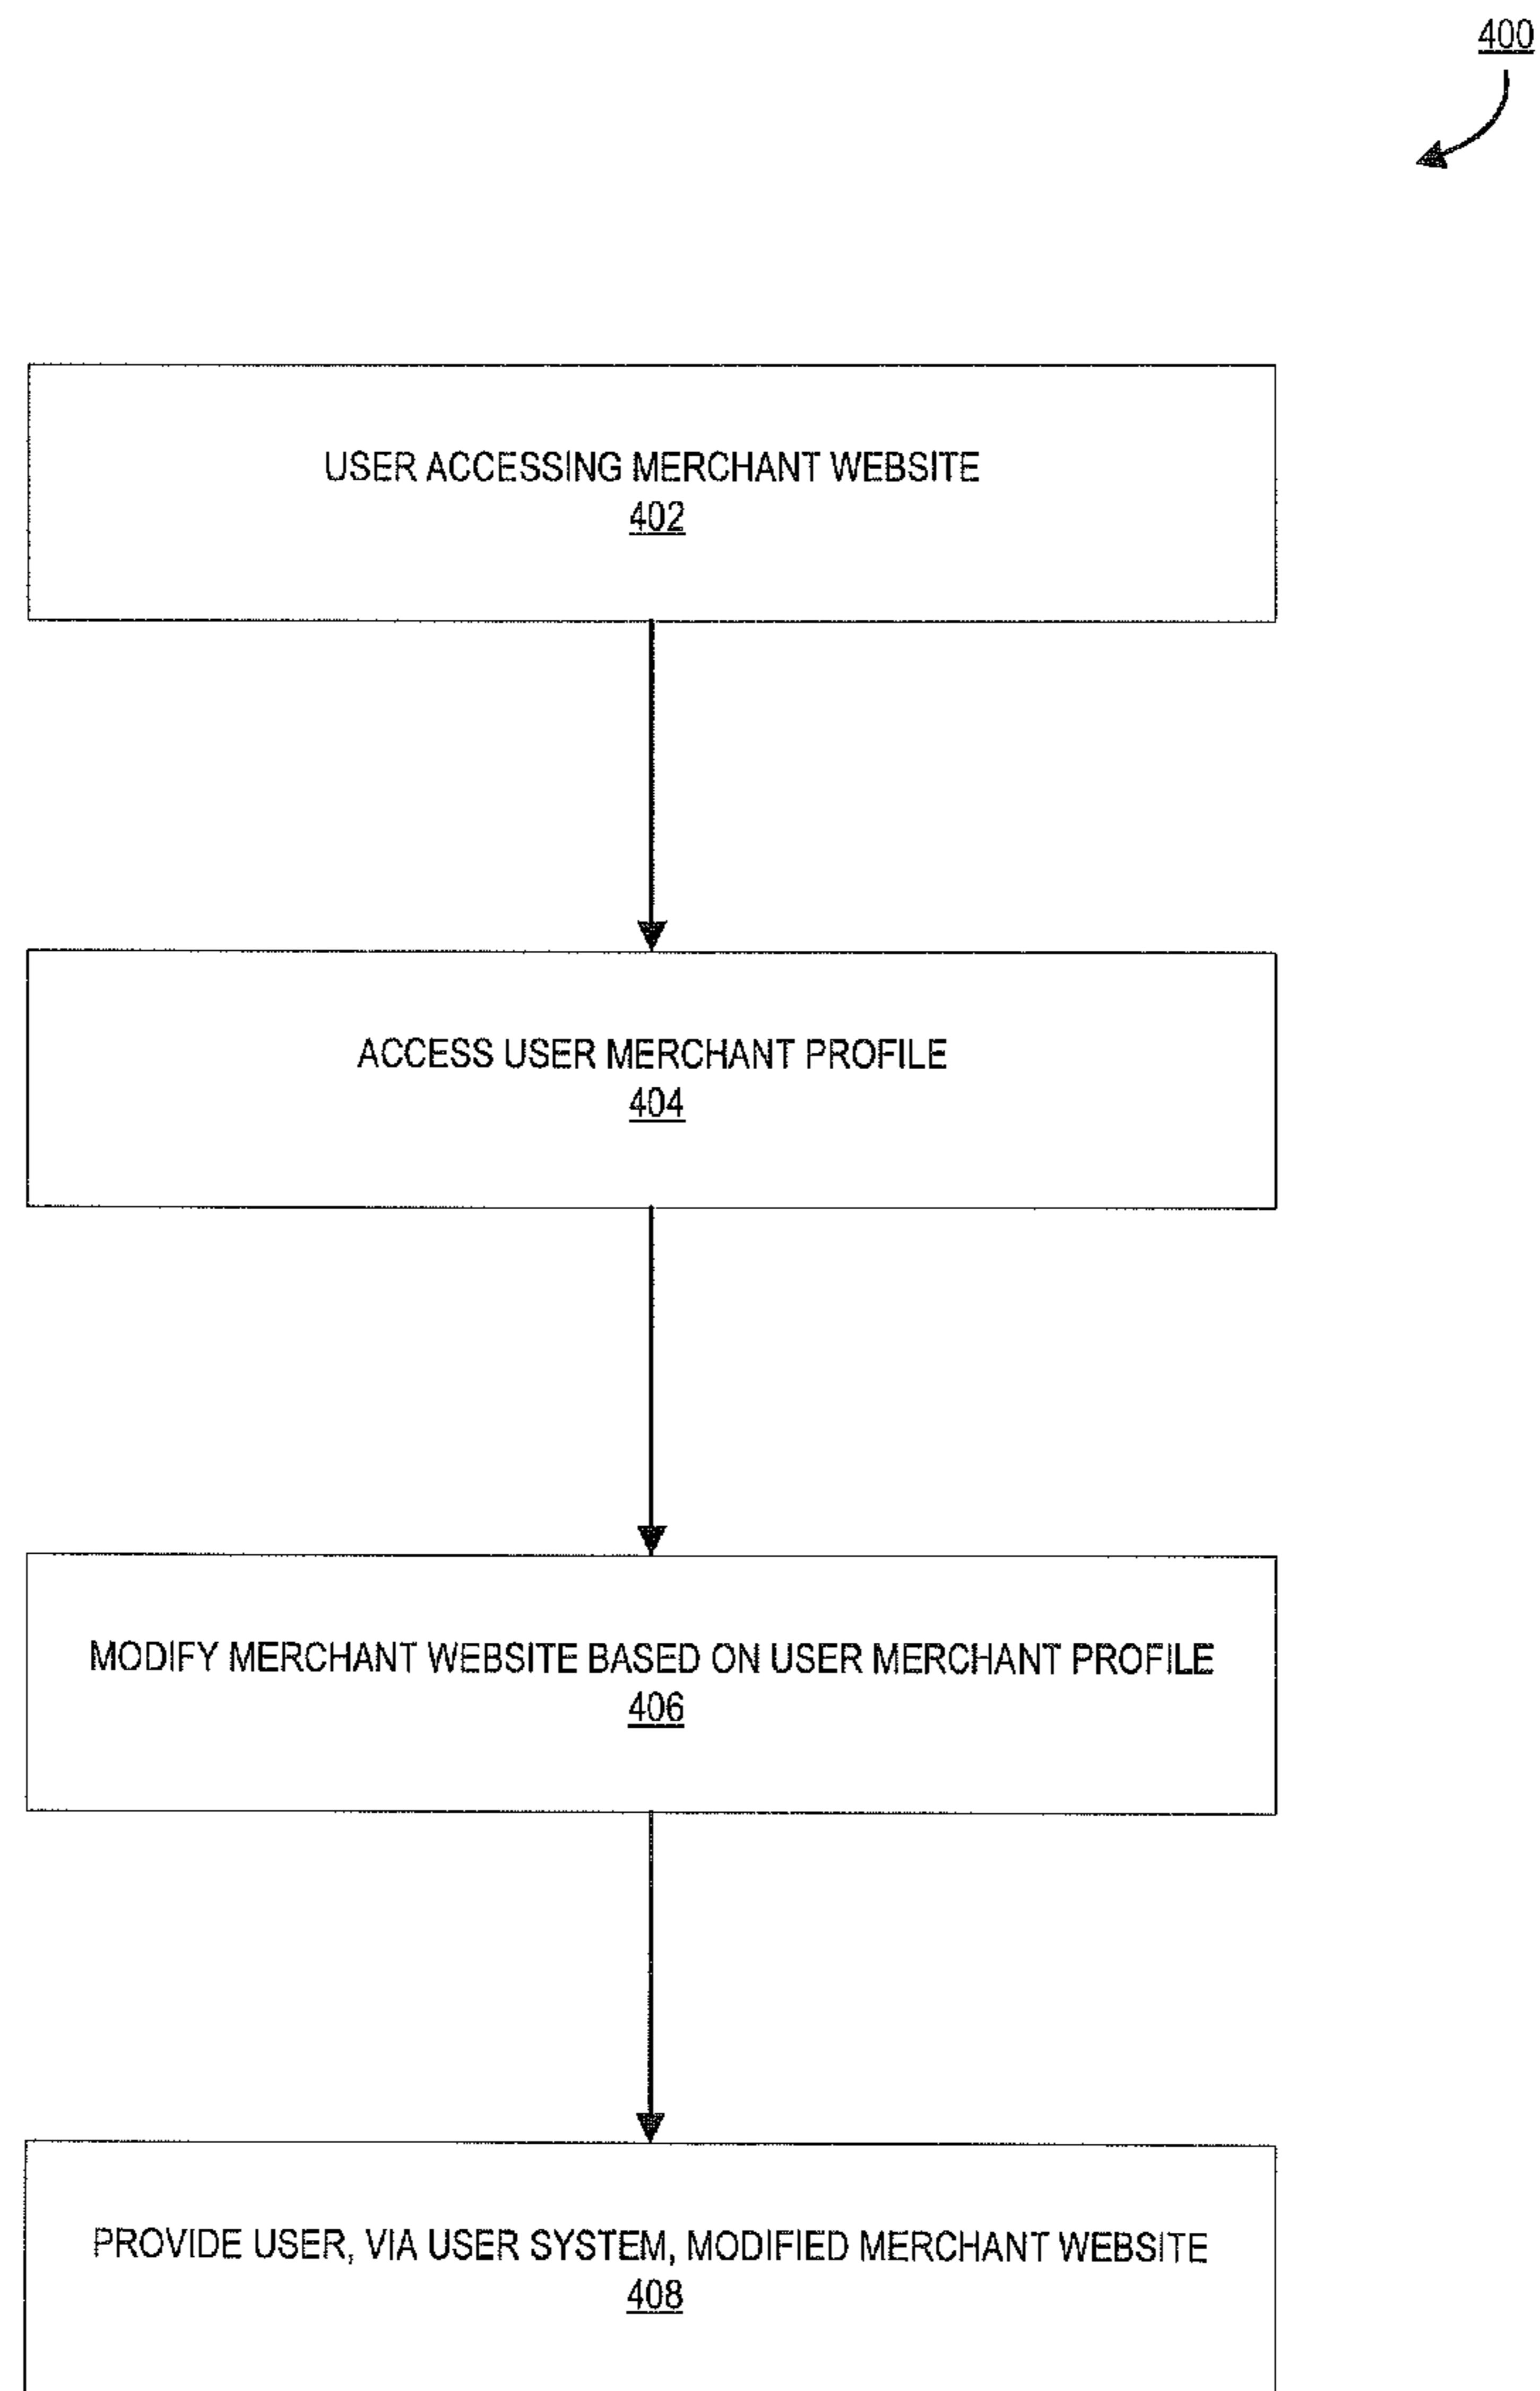 400
USER ACCESSING MERCHANT WEBSITE
402
ACCESS USER MERCHANT PROFILE
404
MODIFY MERCHANT WEBSITE BASED ON USER MERCHANT PROFILE
406
PROVIDE USER, VIA USER SYSTEM, MODIFIED MERCHANT WEBSITE
408